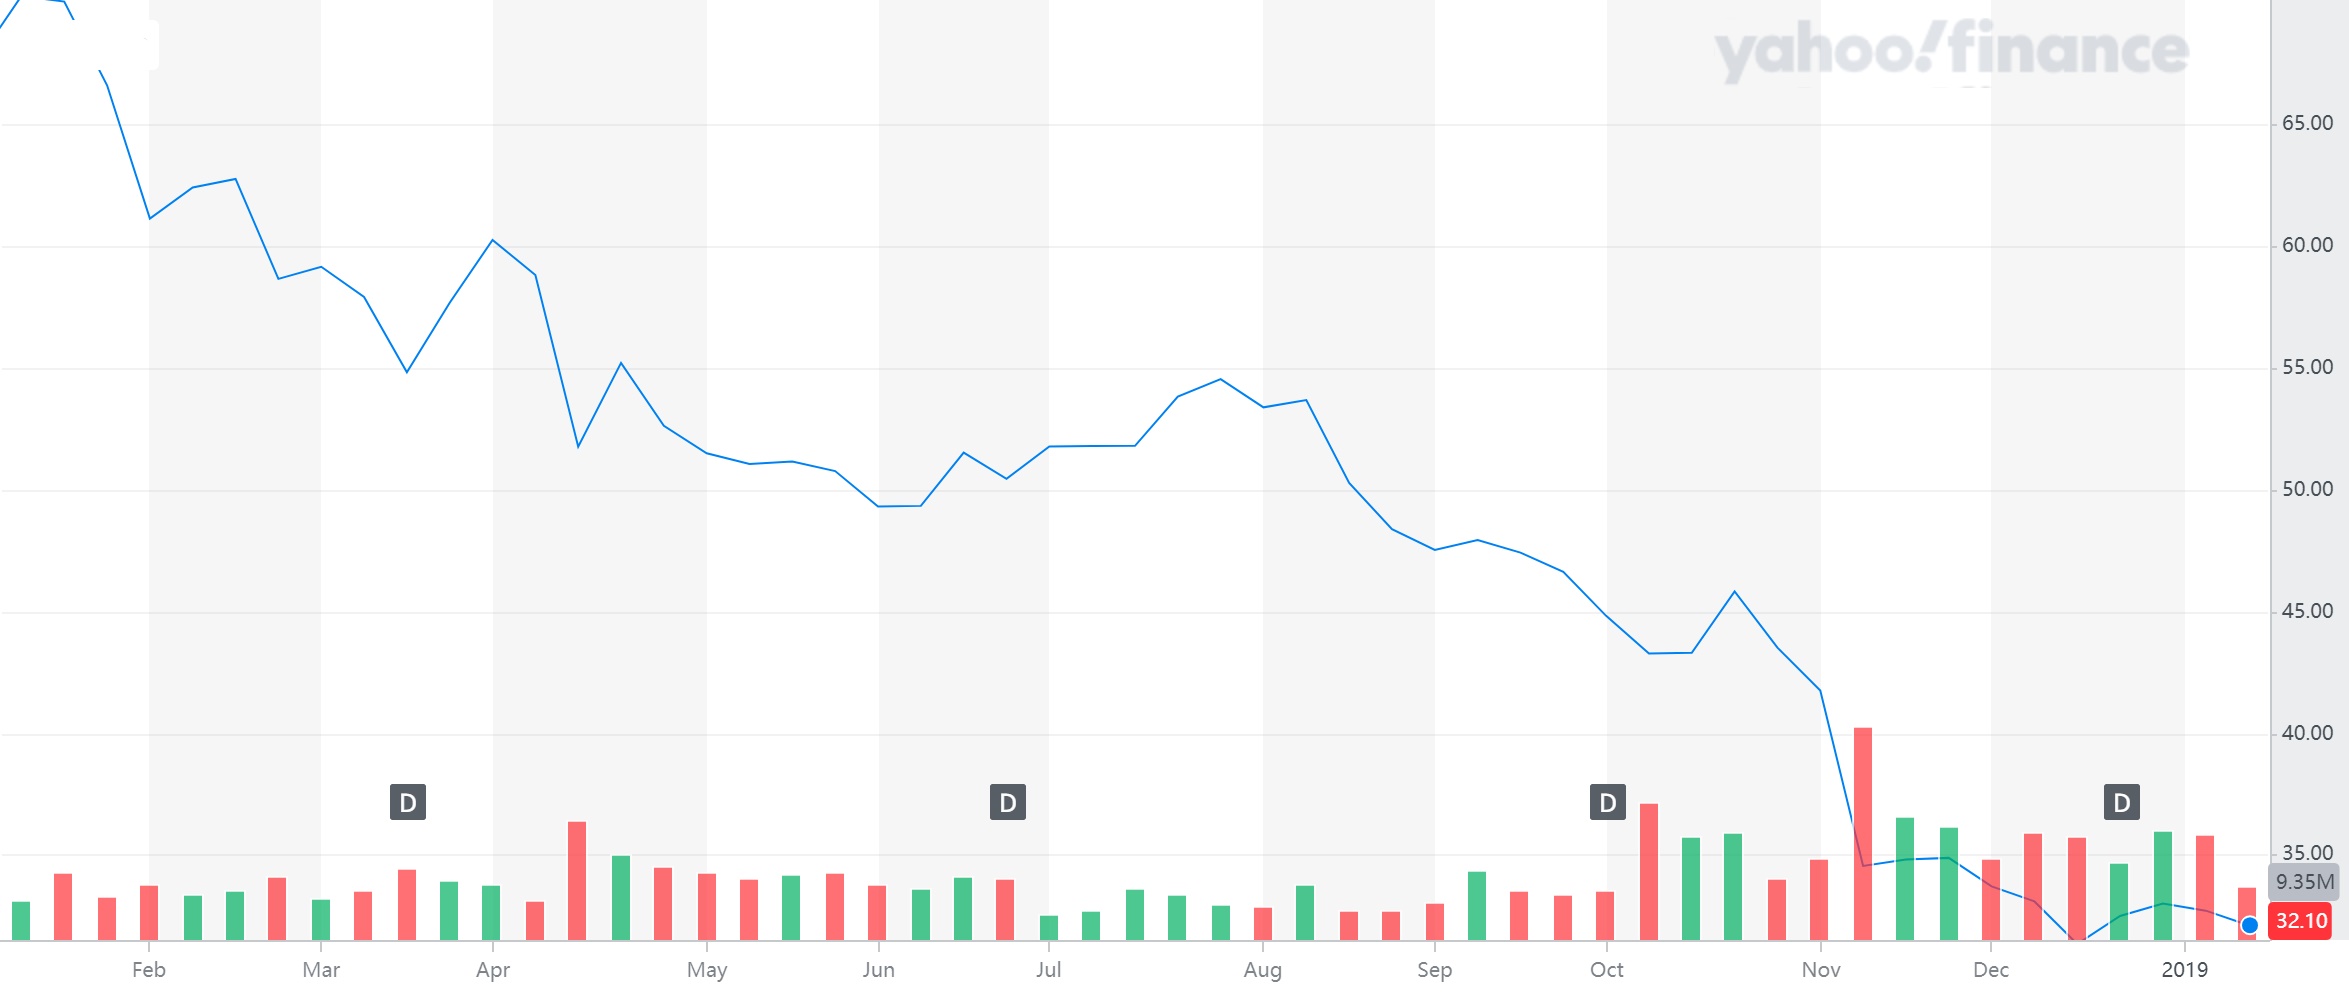 yahoo!finance
65.00
60.00
55.00
50.00
45.00
40.00
D D D D
35.00
9.35M
32.10
Feb Mar Apr May Jun Jul Aug Sep Oct Nov Dec 2019